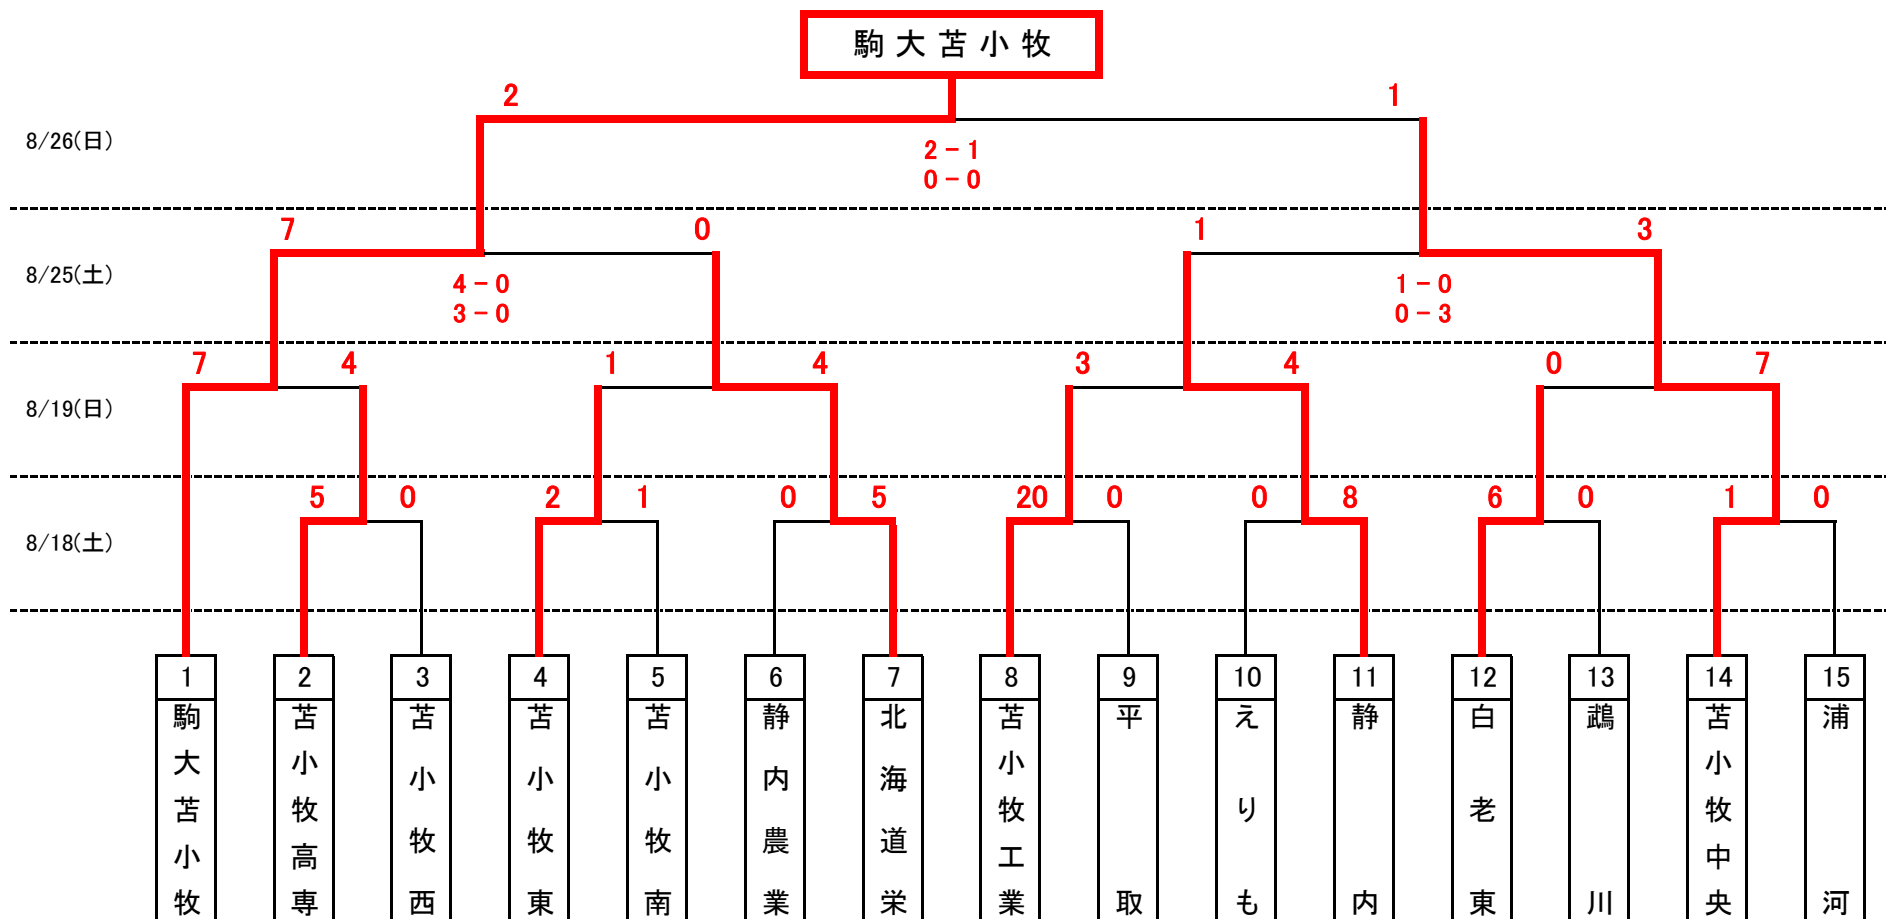 駒大苫小牧
2 1
8/26(日)
2－1
0－0
7 0 1 3
8/25(土)
4－0 1－0
3－0 0－3
7 4 1 4 3 4 0 7
8/19(日)
5 0 2 1 0 5 20 0 0 8 6 0 1 0
8/18(土)
1 2 3 4 5 6 7 8 9 10 11 12 13 14 15
駒大苫小牧
苫小牧高専
苫小牧西
苫小牧東
苫小牧南
静内農業
北海道栄
苫小牧工業
平取
えりも
静内
白老東
鵡川
苫小牧中央
浦河